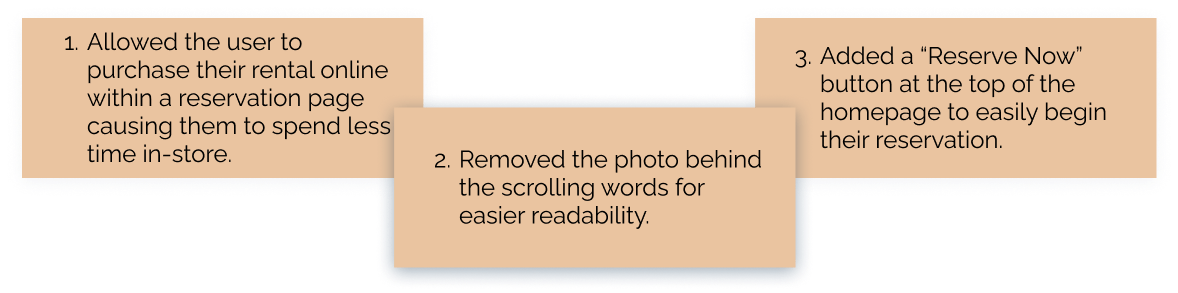 1. Allowed the user to
purchase their rental online
within a reservation page
causing them to spend less
time in-store.
2. Removed the photo behind
the scrolling words for
easier readability.
3. Added a “Reserve Now”
button at the top of the
homepage to easily begin
their reservation.